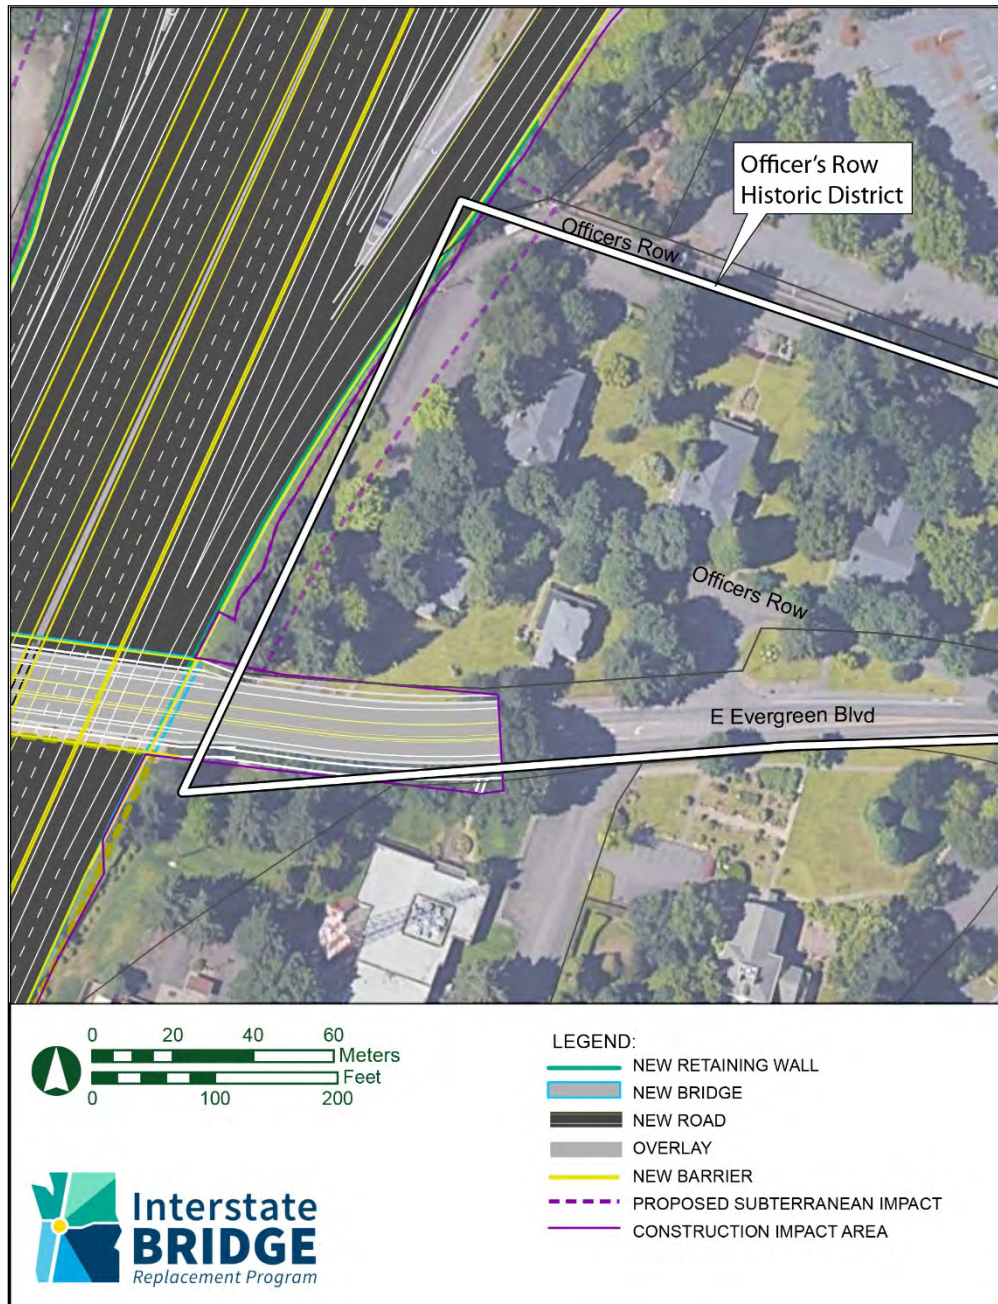 Officer's Row
Historic District
Officers Row
Officers Row
E Evergreen Blvd
0 20 40 60
Meters
Feet
0 100 200
LEGEND:
NEW RETAINING WALL
NEW BRIDGE
NEW ROAD
OVERLAY
NEW BARRIER
PROPOSED SUBTERRANEAN IMPACT
CONSTRUCTION IMPACT AREA
Interstate
BRIDGE
Replacement Program